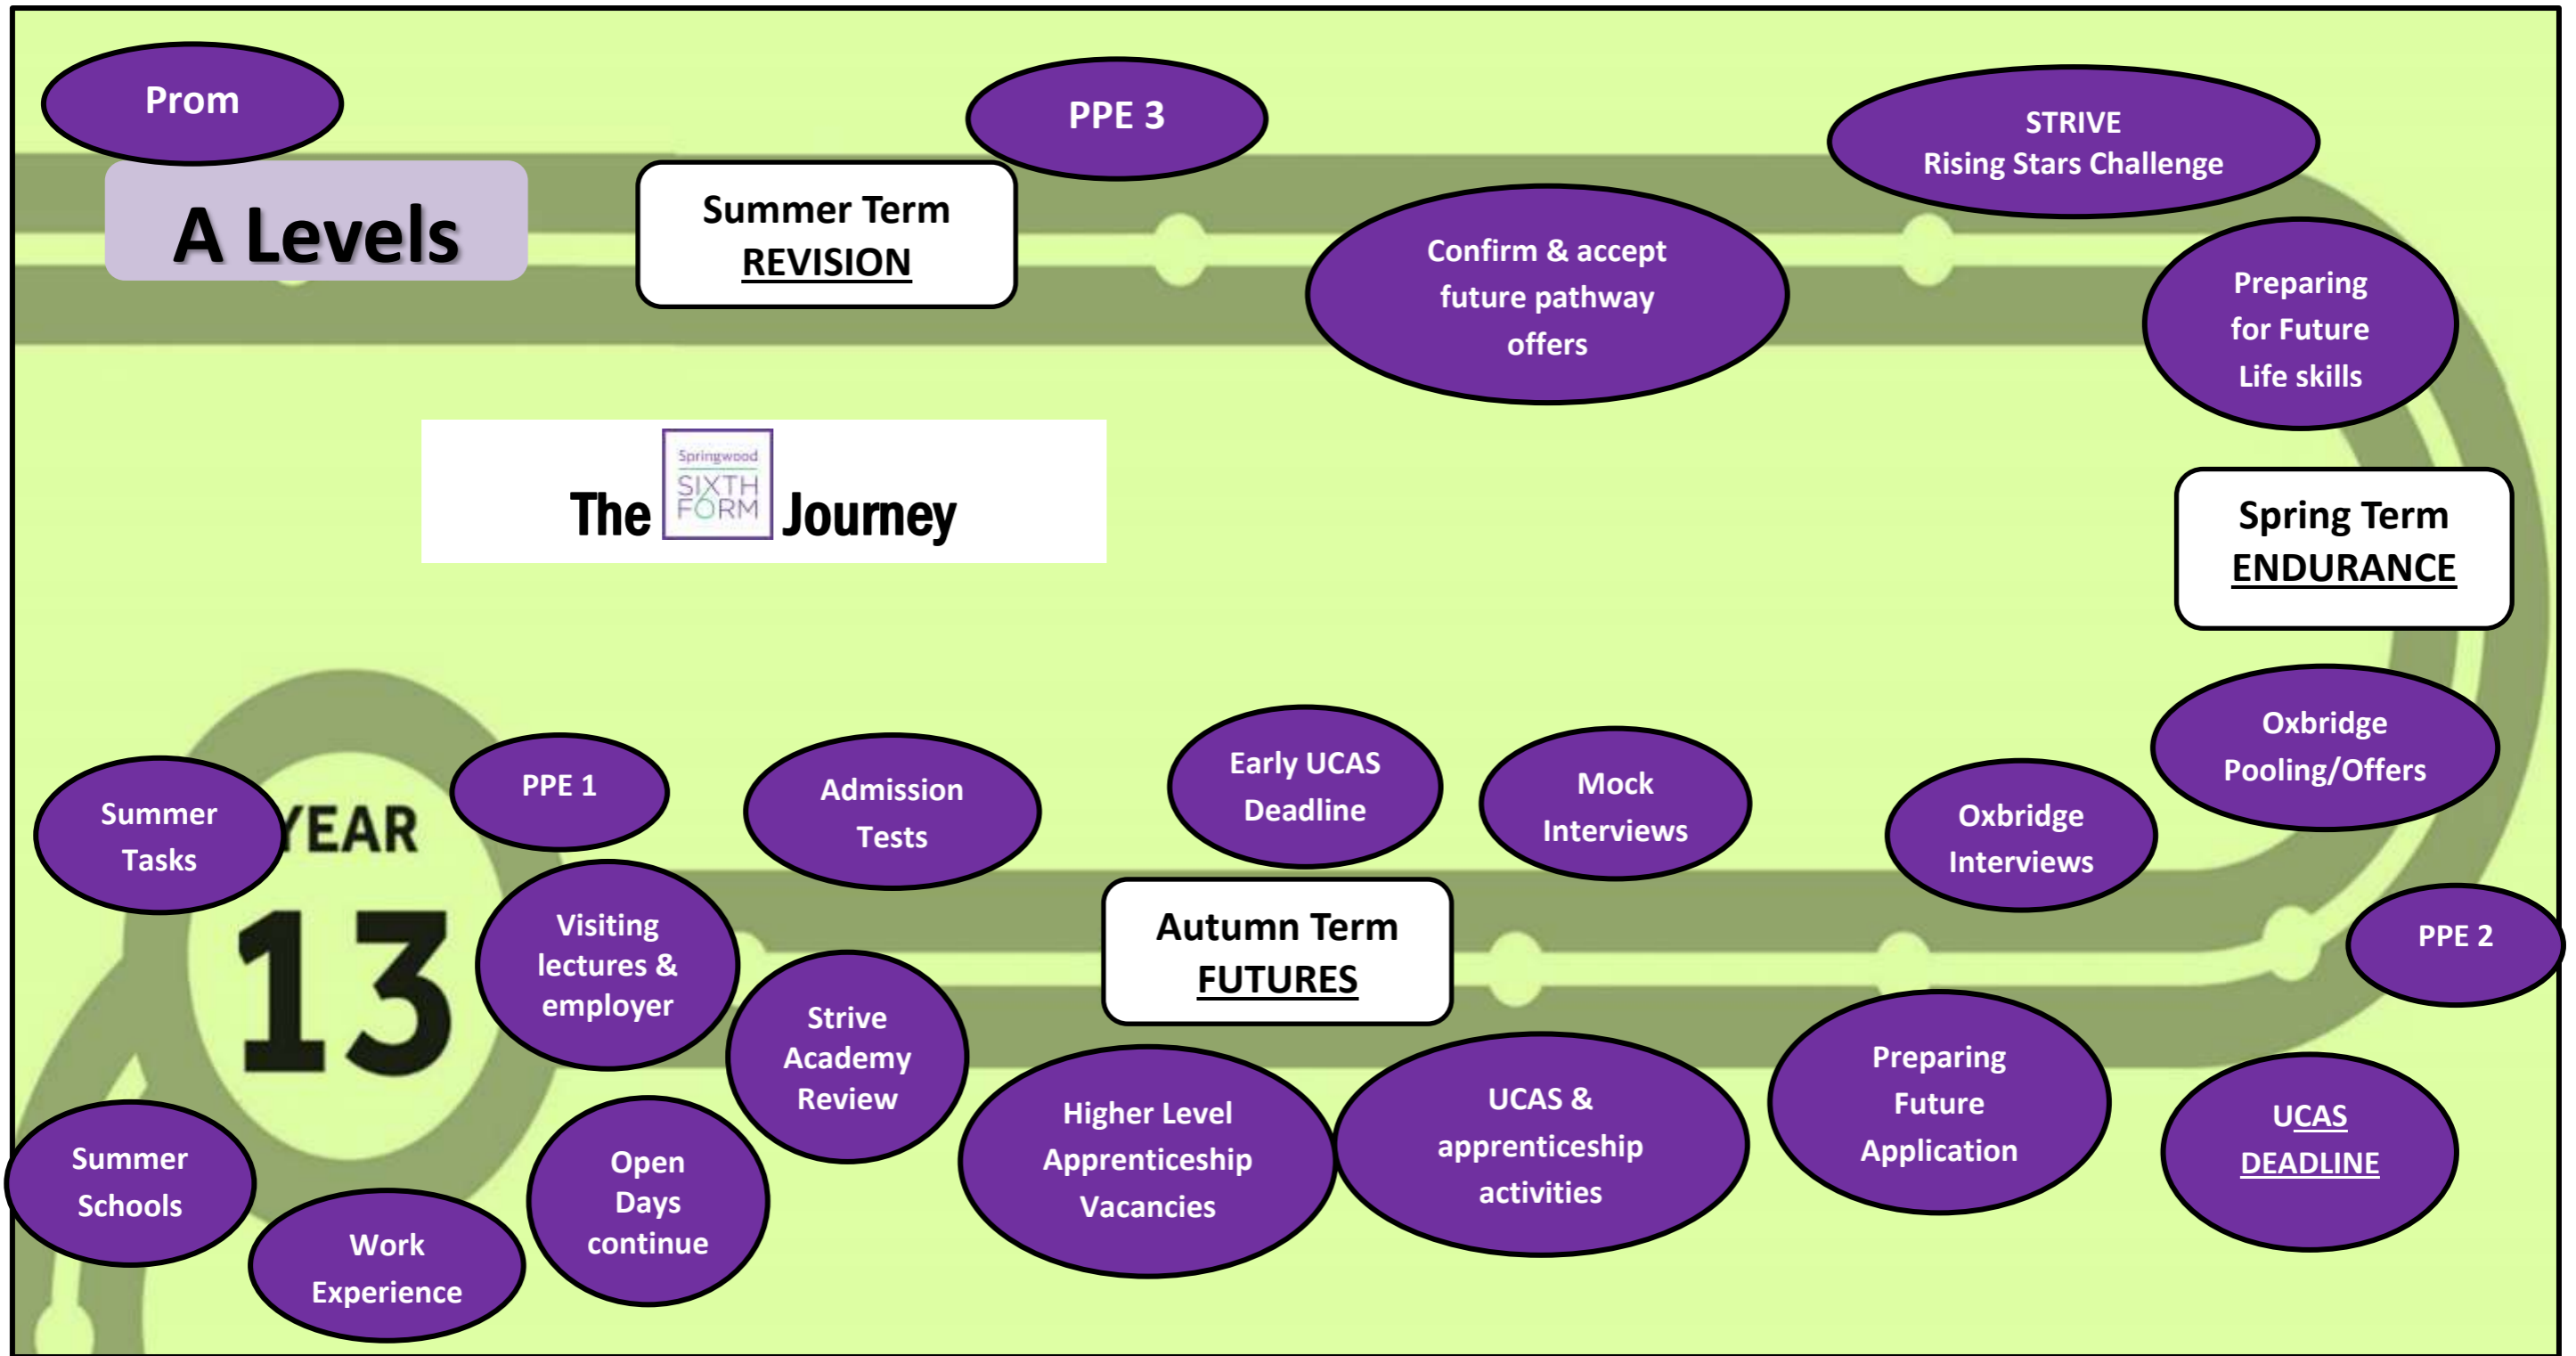 Prom
A Levels
Summer Term
REVISION
PPE 3
Confirm & accept
future pathway
offers
STRIVE
Rising Stars Challenge
Preparing
for Future
Life skills
The
Springwood
SIXTH
FORM
Journey
Spring Term
ENDURANCE
Oxbridge
Pooling/Offers
PPE 2
UCAS
DEADLINE
Oxbridge
Interviews
Preparing
Future
Application
Mock
Interviews
UCAS &
apprenticeship
activities
Early UCAS
Deadline
Autumn Term
FUTURES
Higher Level
Apprenticeship
Vacancies
Admission
Tests
Strive
Academy
Review
PPE 1
Visiting
lectures &
employer
Open
Days
continue
Summer
Tasks
YEAR
13
Summer
Schools
Work
Experience